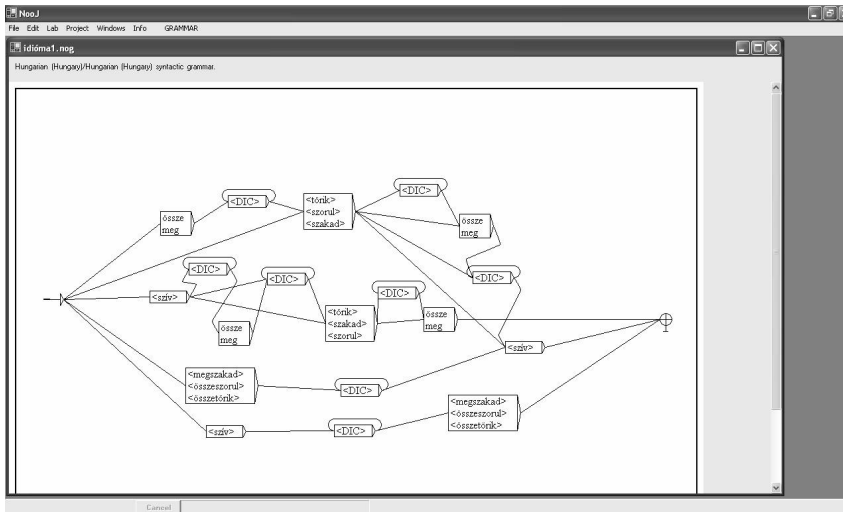 NooJ
File Edit Lab Project Windows Info GRAMMAR
idióma1.nog
Hungarian (Hungary)/Hungarian (Hungary) syntactic grammar.
<DIC>
<DIC>
össze
meg
<törik>
<szorul>
<szakad>
össze
meg
<DIC>
<DIC>
<DIC>
<DIC>
<szív>
össze
meg
<törik>
<szakad>
<szorul>
össze
meg
<szív>
<megszakad>
<összeszorul>
<összetörik>
<DIC>
<megszakad>
<összeszorul>
<összetörik>
<szív>
<DIC>
Cancel